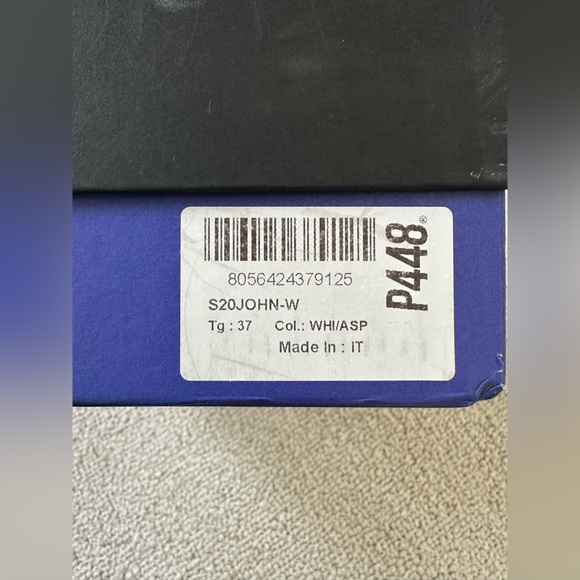 8056424379125
S20JOHN-W
Tg : 37 Col.: WHI/ASP
Made In : IT
P448®